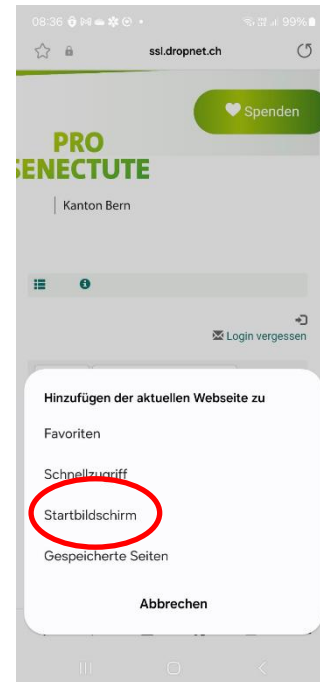 08:36
99%
ssl.dropnet.ch
Spenden
PRO
SENECTUTE
Kanton Bern
Login vergessen
Hinzufügen der aktuellen Webseite zu
Favoriten
Schnellzugriff
Startbildschirm
Gespeicherte Seiten
Abbrechen